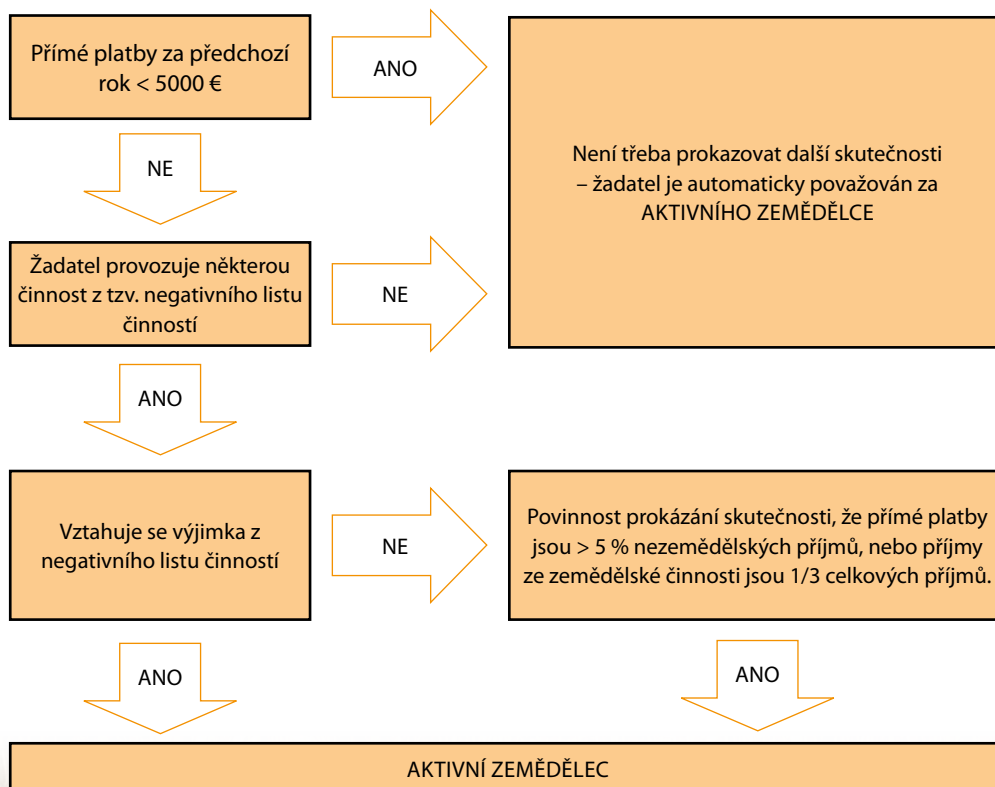 Přímé platby za předchozí
rok < 5000 €
ANO
Není třeba prokazovat další skutečnosti
– žadatel je automaticky považován za
AKTIVNÍHO ZEMĚDĚLCE
NE
Žadatel provozuje některou
činnost z tzv. negativního listu
činností
NE
ANO
Vztahuje se výjimka z
negativního listu činností
NE
Povinnost prokázání skutečnosti, že přímé platby
jsou > 5 % nezemědělských příjmů, nebo příjmy
ze zemědělské činnosti jsou 1/3 celkových příjmů.
ANO
ANO
AKTIVNÍ ZEMĚDĚLEC